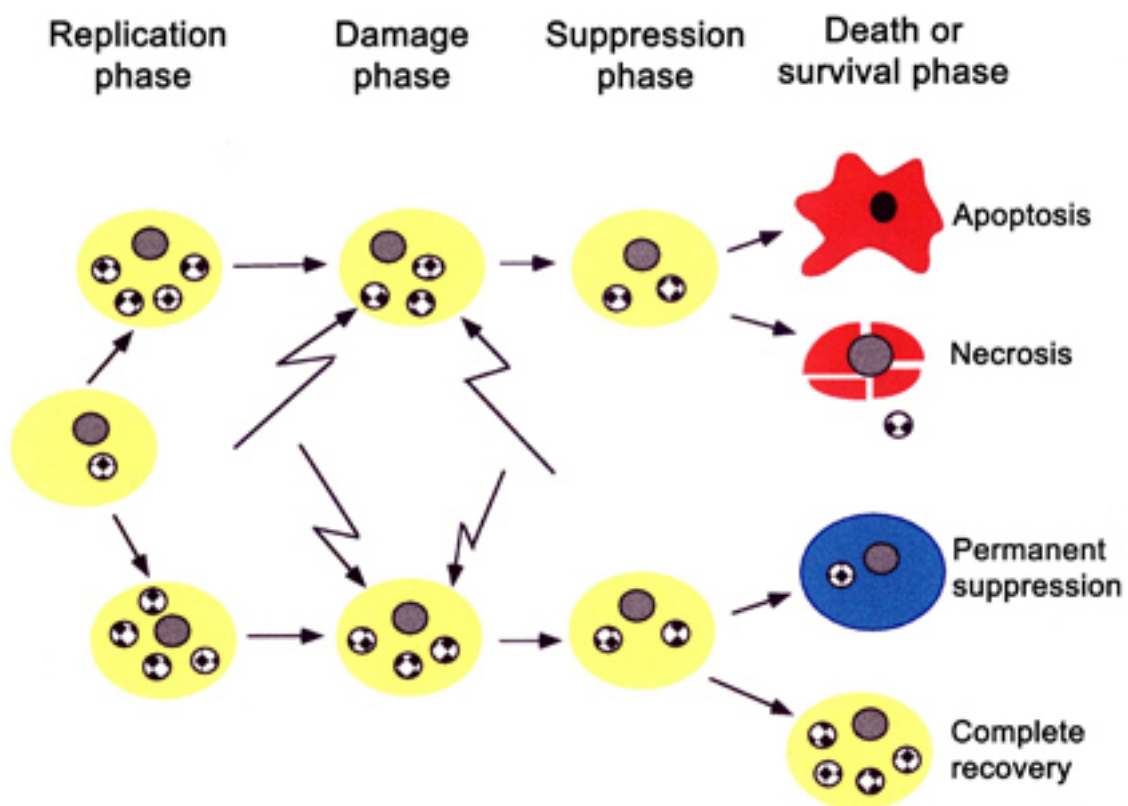 Replication
phase
Damage
phase
Suppression
phase
Death or
survival phase
Apoptosis
Necrosis
Permanent
suppression
Complete
recovery